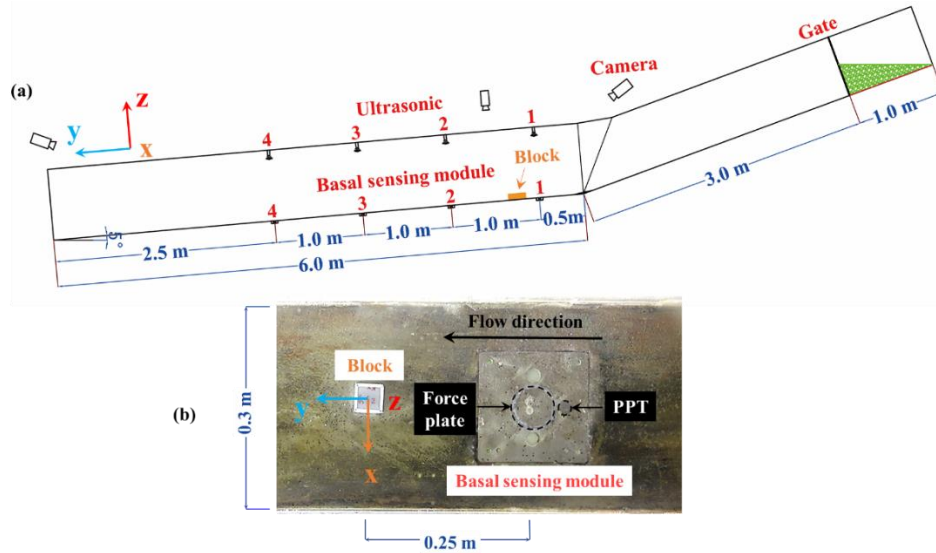 (a)
Gate
Camera
Ultrasonic
z
y
x
4
3
2
1
1.0 m
Block
Basal sensing module
4
3
2
1
3.0 m
5°
2.5 m
1.0 m
1.0 m
1.0 m
0.5m
6.0 m
(b)
Flow direction
Block
y
z
x
Force
plate
PPT
0.3 m
Basal sensing module
0.25 m